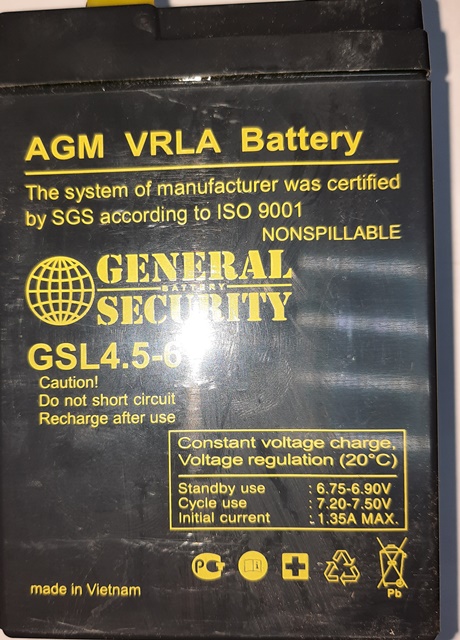 AGM VRLA Battery
The system of manufacturer was certified
by SGS according to ISO 9001
NONSPILLABLE
GENERAL
BATTERY
SECURITY
GSL4.5-6
Caution!
Do not short circuit
Recharge after use
Constant voltage charge,
Voltage regulation (20°C)
Standby use : 6.75-6.90V
Cycle use : 7.20-7.50V
Initial current : 1.35A MAX.
Pb
made in Vietnam